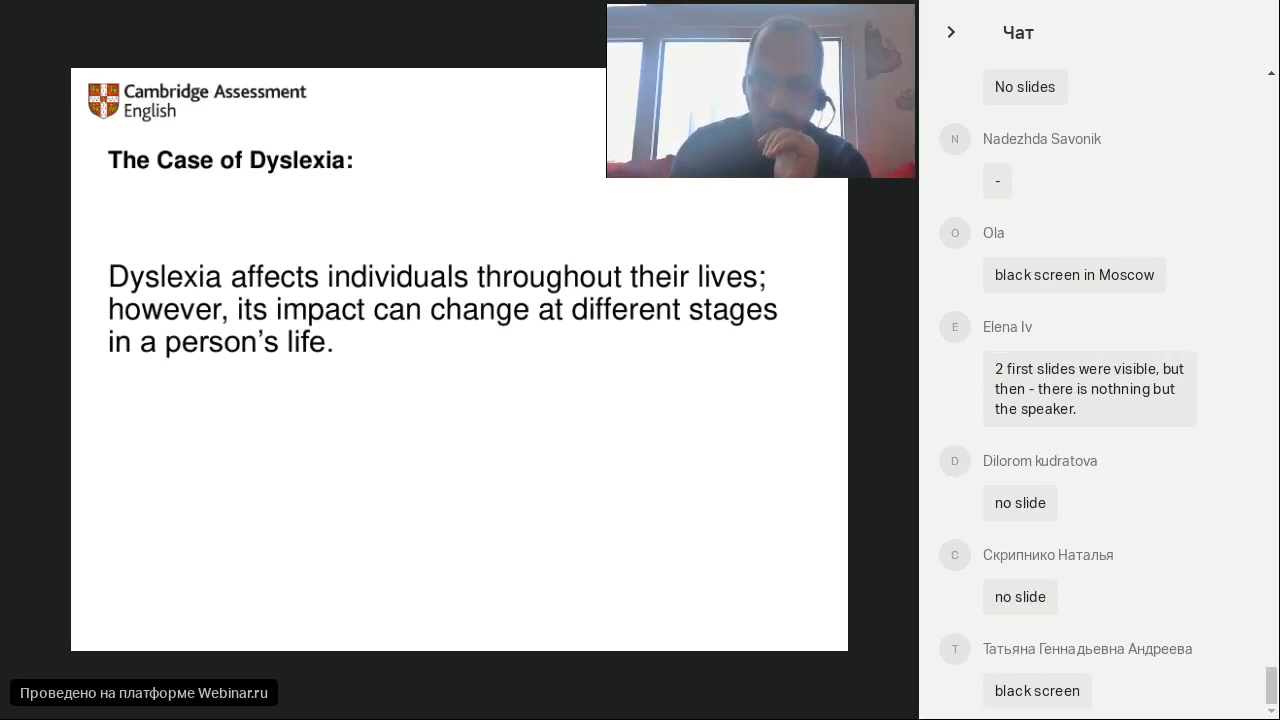 Cambridge Assessment
English
The Case of Dyslexia:
Dyslexia affects individuals throughout their lives;
however, its impact can change at different stages
in a person's life.
Проведено на платформе Webinar.ru
Чат
No slides
N
Nadezhda Savonik
-
O
Ola
black screen in Moscow
E
Elena Iv
2 first slides were visible, but
then - there is nothning but
the speaker.
D
Dilorom kudratova
no slide
С
Скрипнико Наталья
no slide
Т
Татьяна Геннадьевна Андреева
black screen